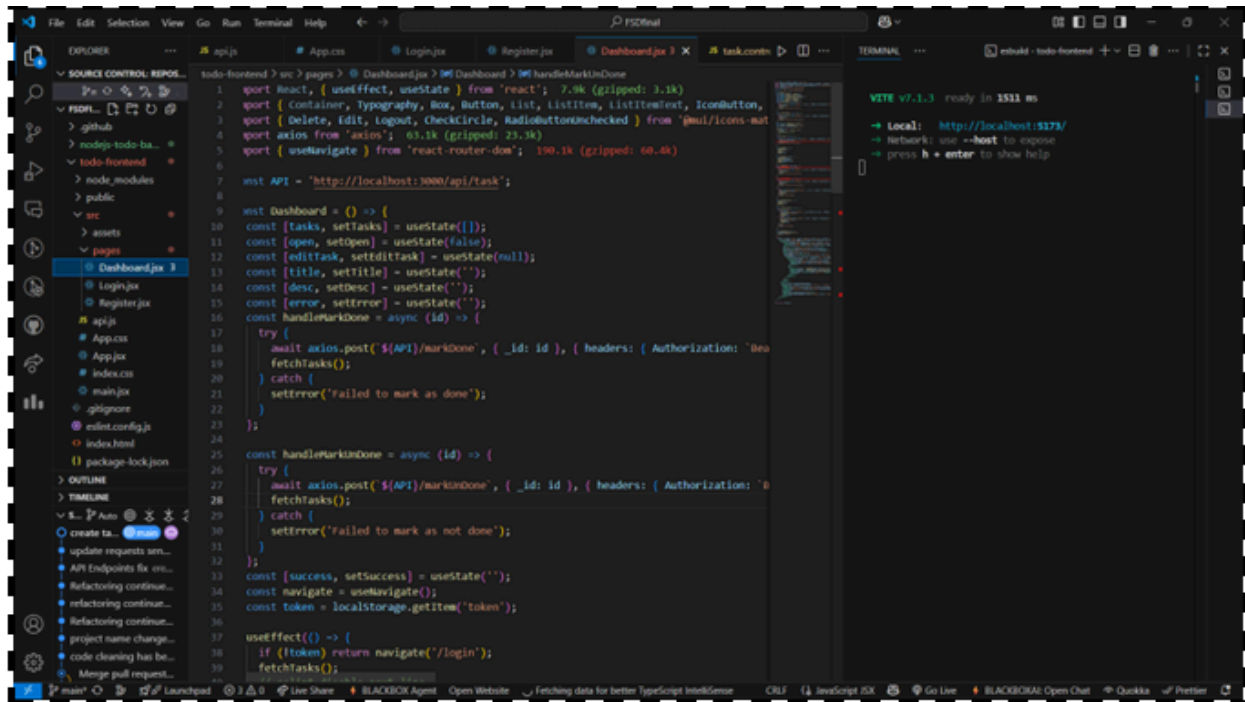 File Edit Selection View Go Run Terminal Help
FSDfinal
EXPLORER
SOURCE CONTROL: REPOS...
FSDFI...
.github
nodejs-todo-ba...
todo-frontend
node_modules
public
src
assets
pages
Dashboard.jsx 3
Login.jsx
Register.jsx
JS api.js
# App.css
App.jsx
# index.css
main.jsx
.gitignore
eslint.config.js
<> index.html
{} package-lock.json
OUTLINE
TIMELINE
S... Auto
create ta... main
update requests sen...
API Endpoints fix
Refactoring continue...
refactoring continue...
Refactoring continue...
project name change...
code cleaning has be...
Merge pull request...
JS api.js # App.css Login.jsx Register.jsx Dashboard.jsx 3 JS task.contr
todo-frontend > src > pages > Dashboard.jsx > Dashboard > handleMarkUnDone
1 mport React, { useEffect, useState } from 'react'; 7.9k (gzipped: 3.1k)
2 mport { Container, Typography, Box, Button, List, ListItem, ListItemText, IconButton,
3 mport { Delete, Edit, Logout, CheckCircle, RadioButtonUnchecked } from '@mui/icons-mat
4 mport axios from 'axios'; 63.1k (gzipped: 23.3k)
5 mport { useNavigate } from 'react-router-dom'; 190.1k (gzipped: 60.4k)
6
7 onst API = 'http://localhost:3000/api/task';
8
9 onst Dashboard = () => {
10 const [tasks, setTasks] = useState([]);
11 const [open, setOpen] = useState(false);
12 const [editTask, setEditTask] = useState(null);
13 const [title, setTitle] = useState('');
14 const [desc, setDesc] = useState('');
15 const [error, setError] = useState('');
16 const handleMarkDone = async (id) => {
17 try {
18 await axios.post(`${API}/markDone`, { _id: id }, { headers: { Authorization: `Bea
19 fetchTasks();
20 } catch {
21 setError('Failed to mark as done');
22 }
23 };
24
25 const handleMarkUnDone = async (id) => {
26 try {
27 await axios.post(`${API}/markUnDone`, { _id: id }, { headers: { Authorization: `B
28 fetchTasks();
29 } catch {
30 setError('Failed to mark as not done');
31 }
32 };
33 const [success, setSuccess] = useState('');
34 const navigate = useNavigate();
35 const token = localStorage.getItem('token');
36
37 useEffect(() => {
38 if (!token) return navigate('/login');
39 fetchTasks();
TERMINAL
esbuild - todo-frontend
VITE v7.1.3 ready in 1511 ms
➜ Local: http://localhost:5173/
➜ Network: use --host to expose
➜ press h + enter to show help
main* Launchpad 3 0 Live Share BLACKBOX Agent Open Website Fetching data for better TypeScript IntelliSense CRLF JavaScript JSX Go Live BLACKBOXAI: Open Chat Quokka Prettier